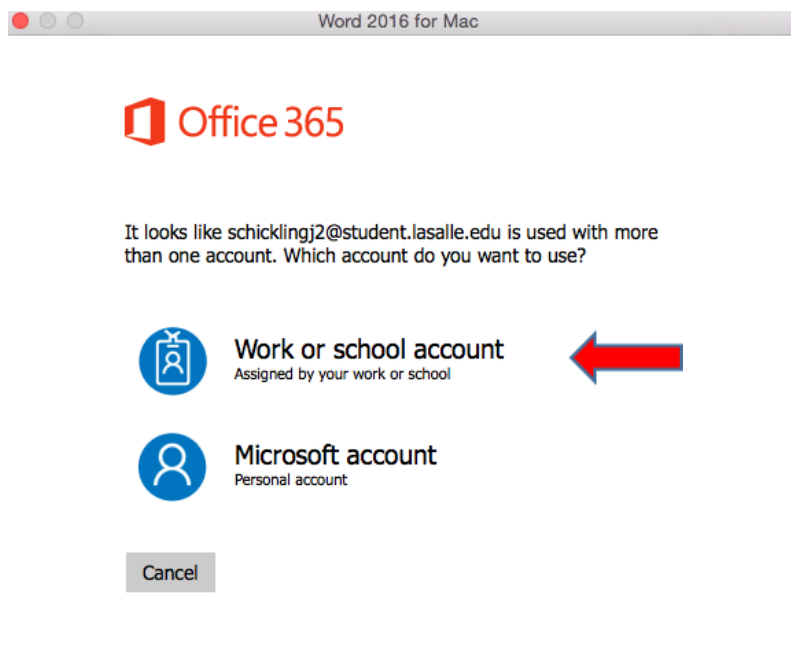 Word 2016 for Mac
Office 365
It looks like schicklingj2@student.lasalle.edu is used with more
than one account. Which account do you want to use?
Work or school account
Assigned by your work or school
Microsoft account
Personal account
Cancel